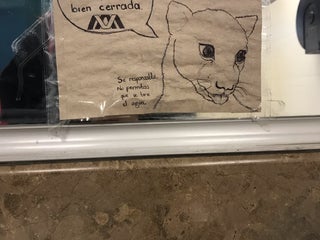 bien cerrada
Se responsable
No permitas
que se tire
el agua